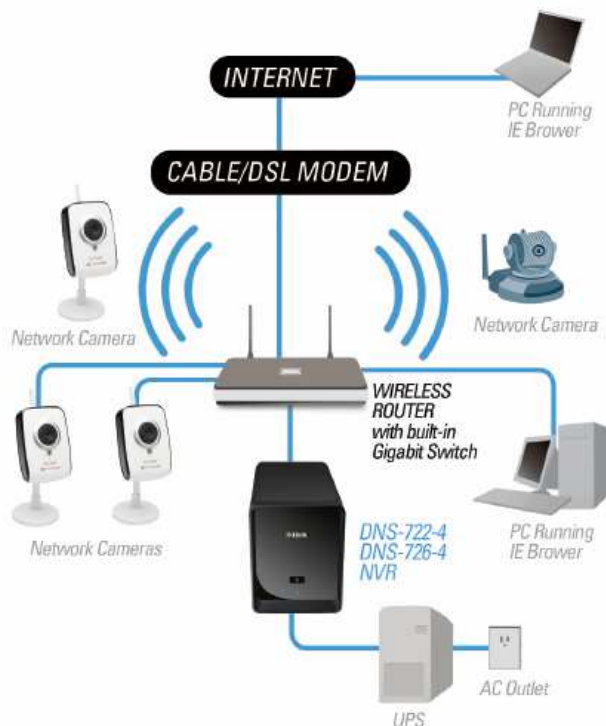 INTERNET
PC Running
IE Brower
CABLE/DSL MODEM
Network Camera
Network Camera
WIRELESS
ROUTER
with built-in
Gigabit Switch
Network Cameras
DNS-722-4
DNS-726-4
NVR
PC Running
IE Brower
D-Link
AC Outlet
UPS